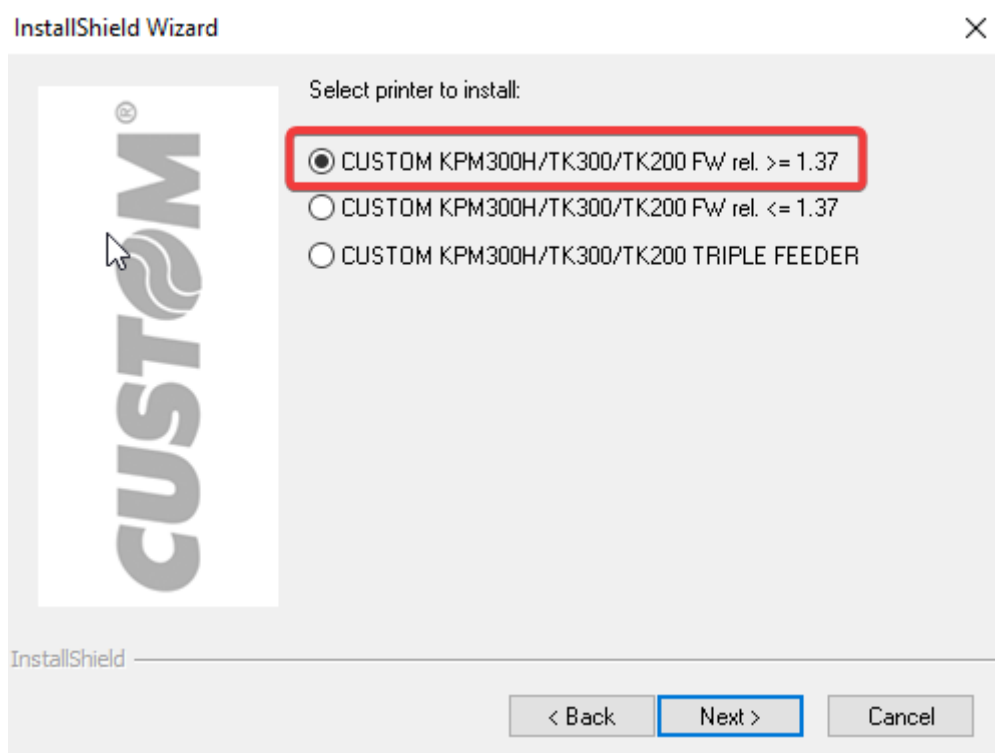 InstallShield Wizard
Select printer to install:
CUSTOM KPM300H/TK300/TK200 FW rel. >= 1.37
CUSTOM KPM300H/TK300/TK200 FW rel. <= 1.37
CUSTOM KPM300H/TK300/TK200 TRIPLE FEEDER
CUSTOM®
InstallShield
< Back
Next >
Cancel